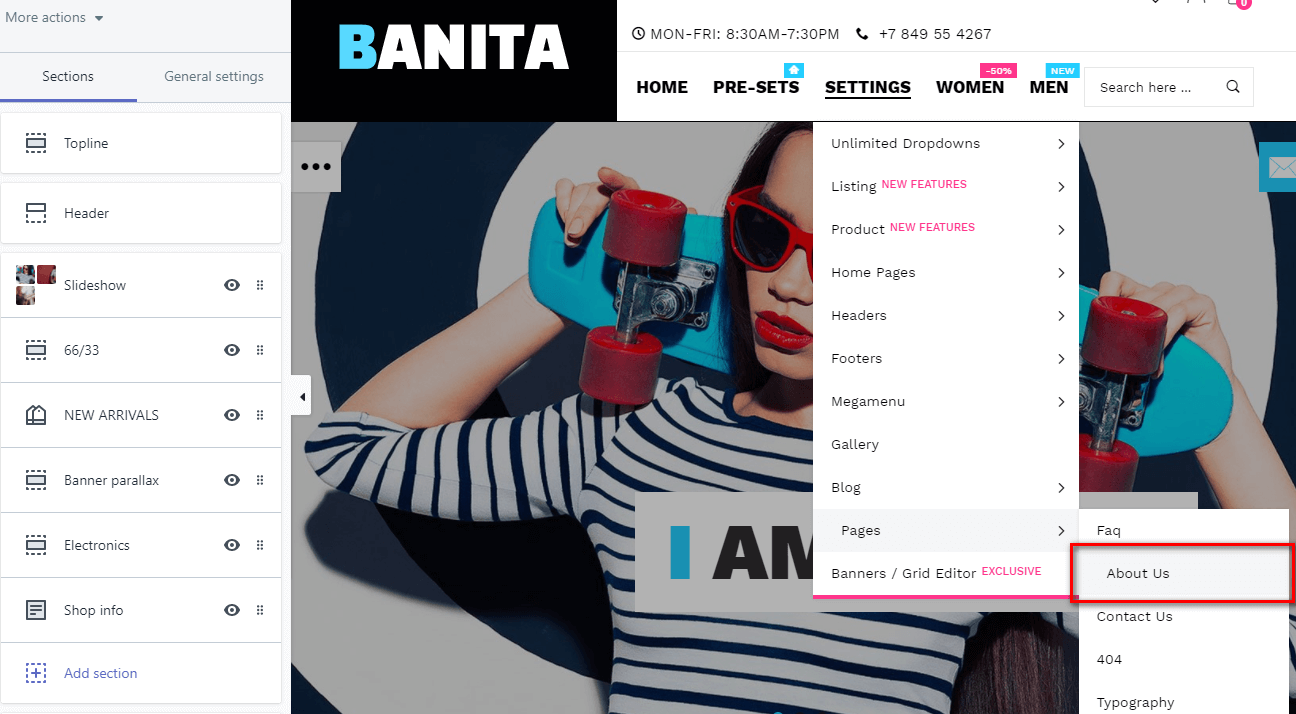 More actions
Sections
General settings
Topline
Header
Slideshow
66/33
NEW ARRIVALS
Banner parallax
Electronics
Shop info
Add section
BANITA
MON-FRI: 8:30AM-7:30PM
+7 849 55 4267
0
HOME
PRE-SETS
SETTINGS
-50%
WOMEN
NEW
MEN
Search here ...
Unlimited Dropdowns
Listing NEW FEATURES
Product NEW FEATURES
Home Pages
Headers
Footers
Megamenu
Gallery
Blog
Pages
Banners / Grid Editor EXCLUSIVE
Faq
About Us
Contact Us
404
Typography
I AM